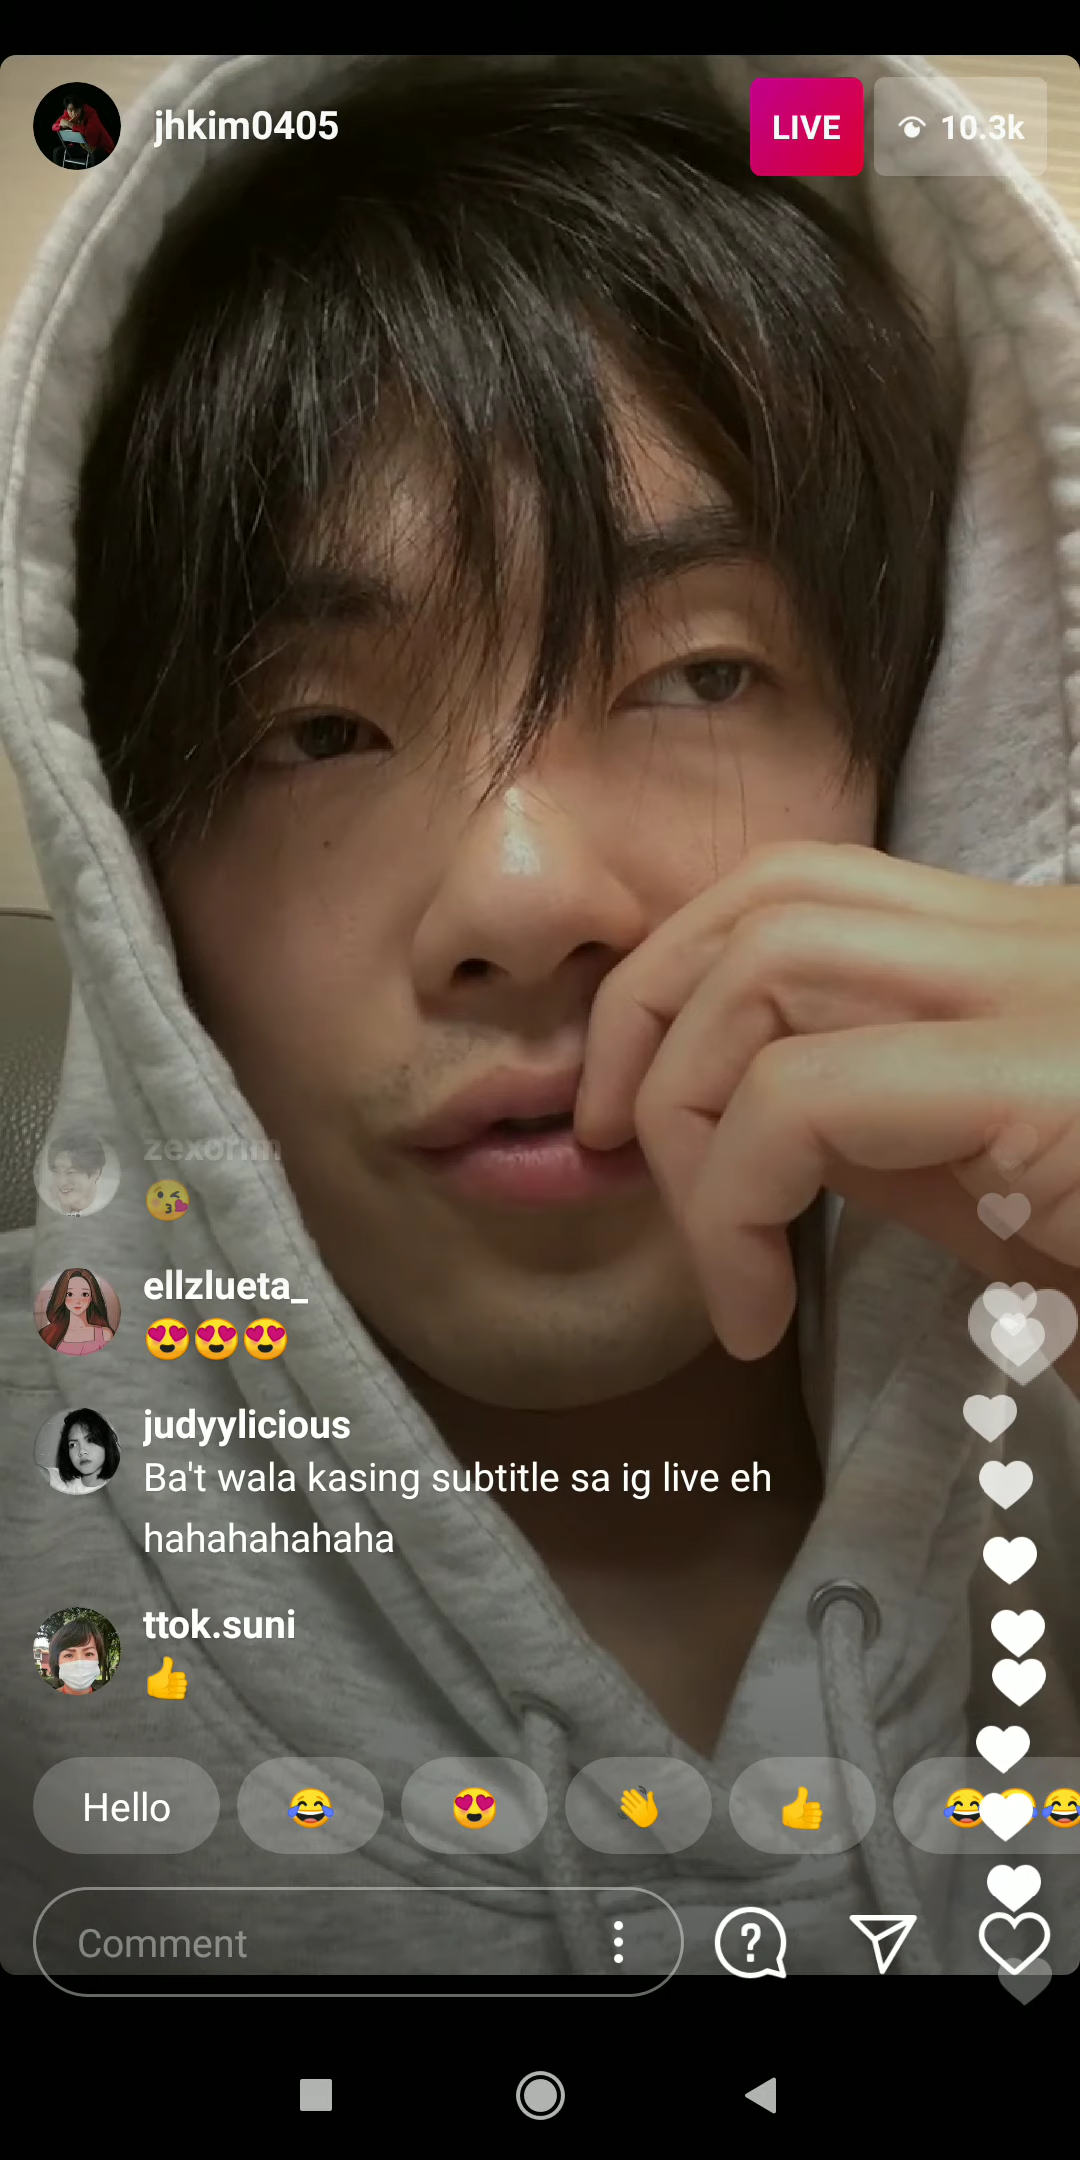 jhkim0405
LIVE
10.3k
zexorim
😘
ellzlueta_
😍😍😍
judyylicious
Ba't wala kasing subtitle sa ig live eh
hahahahahaha
ttok.suni
👍
Hello 😂 😍 👋 👍 😂😂😂
Comment